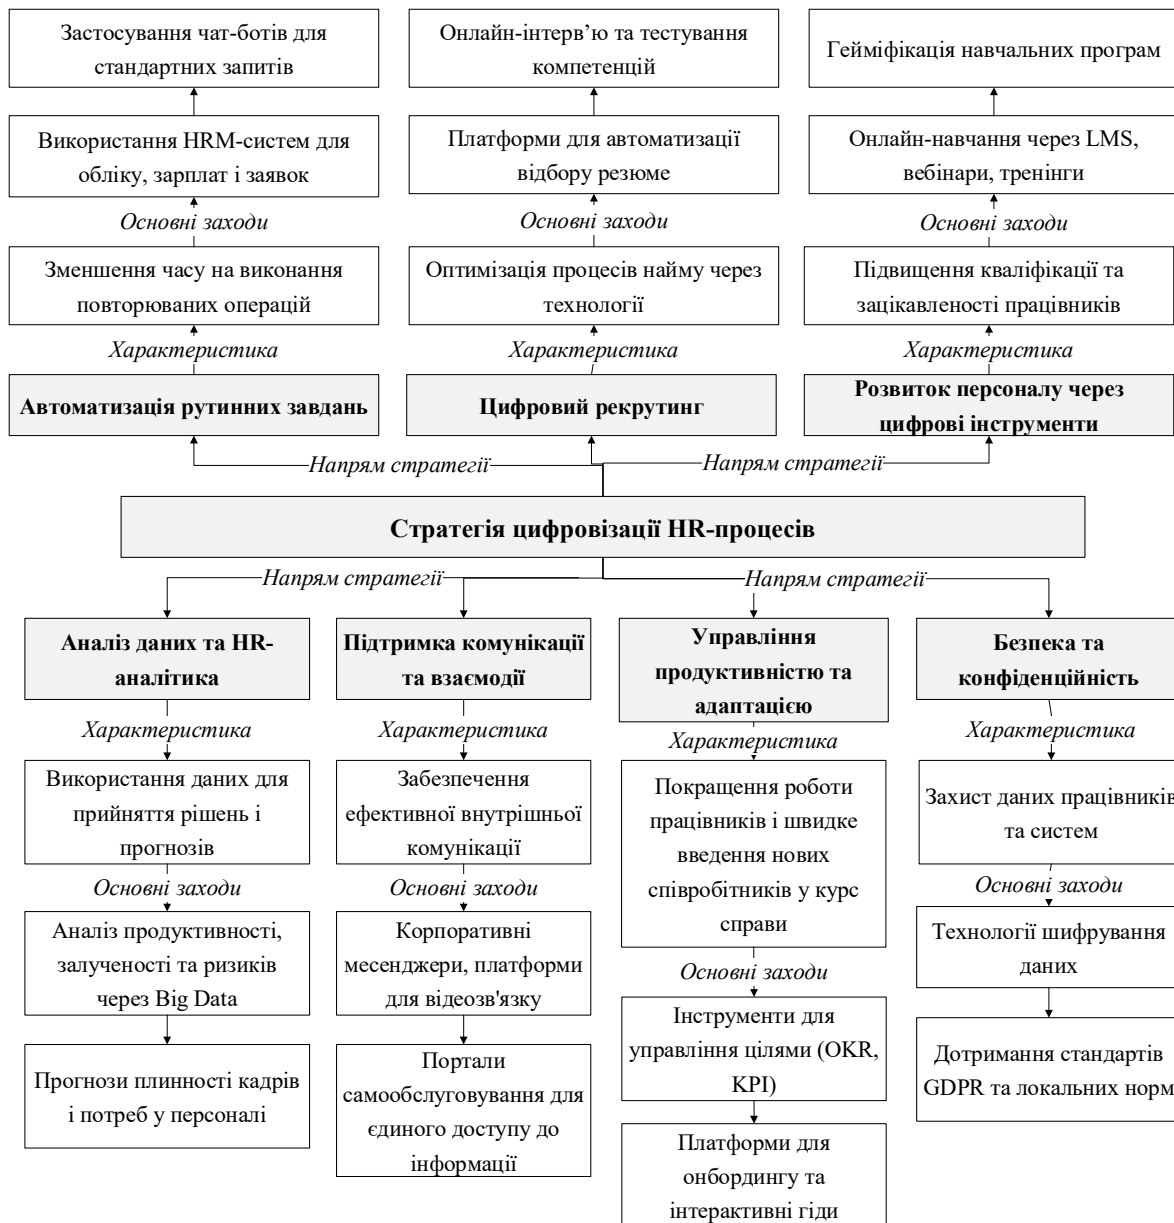 Застосування чат-ботів для
стандартних запитів
Онлайн-інтерв’ю та тестування
компетенцій
Гейміфікація навчальних програм
Використання HRM-систем для
обліку, зарплат і заявок
Платформи для автоматизації
відбору резюме
Онлайн-навчання через LMS,
вебінари, тренінги
Основні заходи
Основні заходи
Основні заходи
Зменшення часу на виконання
повторюваних операцій
Оптимізація процесів найму через
технології
Підвищення кваліфікації та
зацікавленості працівників
Характеристика
Характеристика
Характеристика
Автоматизація рутинних завдань
Цифровий рекрутинг
Розвиток персоналу через
цифрові інструменти
Напрям стратегії
Напрям стратегії
Стратегія цифровізації HR-процесів
Напрям стратегії
Напрям стратегії
Аналіз даних та HR-
аналітика
Підтримка комунікації
та взаємодії
Управління
продуктивністю та
адаптацією
Безпека та
конфіденційність
Характеристика
Характеристика
Характеристика
Характеристика
Використання даних для
прийняття рішень і
прогнозів
Забезпечення
ефективної внутрішньої
комунікації
Покращення роботи
працівників і швидке
введення нових
співробітників у курс
справи
Захист даних працівників
та систем
Основні заходи
Основні заходи
Основні заходи
Основні заходи
Аналіз продуктивності,
залученості та ризиків
через Big Data
Корпоративні
месенджери, платформи
для відеозв'язку
Інструменти для
управління цілями (OKR,
KPI)
Технології шифрування
даних
Прогнози плинності кадрів
і потреб у персоналі
Портали
самообслуговування для
єдиного доступу до
інформації
Платформи для
онбордингу та
інтерактивні гіди
Дотримання стандартів
GDPR та локальних норм